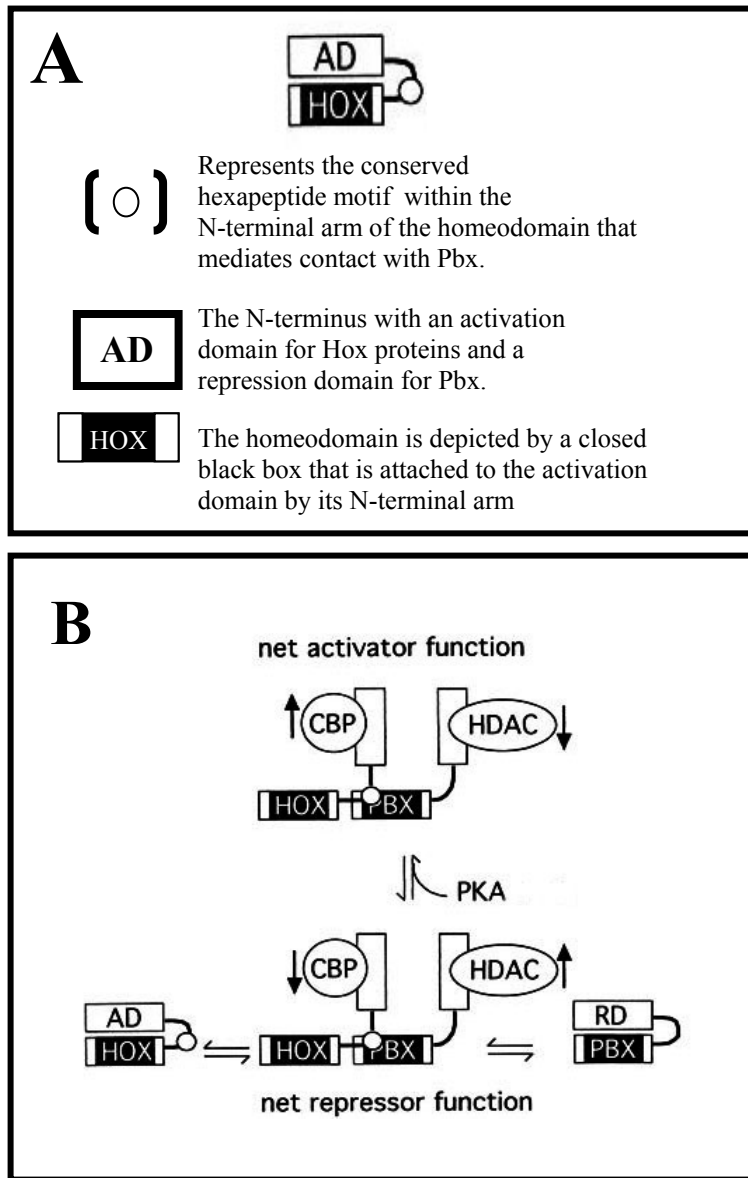 A
AD
HOX
Represents the conserved
hexapeptide motif within the
N-terminal arm of the homeodomain that
mediates contact with Pbx.
AD
The N-terminus with an activation
domain for Hox proteins and a
repression domain for Pbx.
HOX
The homeodomain is depicted by a closed
black box that is attached to the activation
domain by its N-terminal arm
B
net activator function
CBP
HDAC
HOX
PBX
PKA
CBP
HDAC
AD
HOX
HOX
PBX
RD
PBX
net repressor function